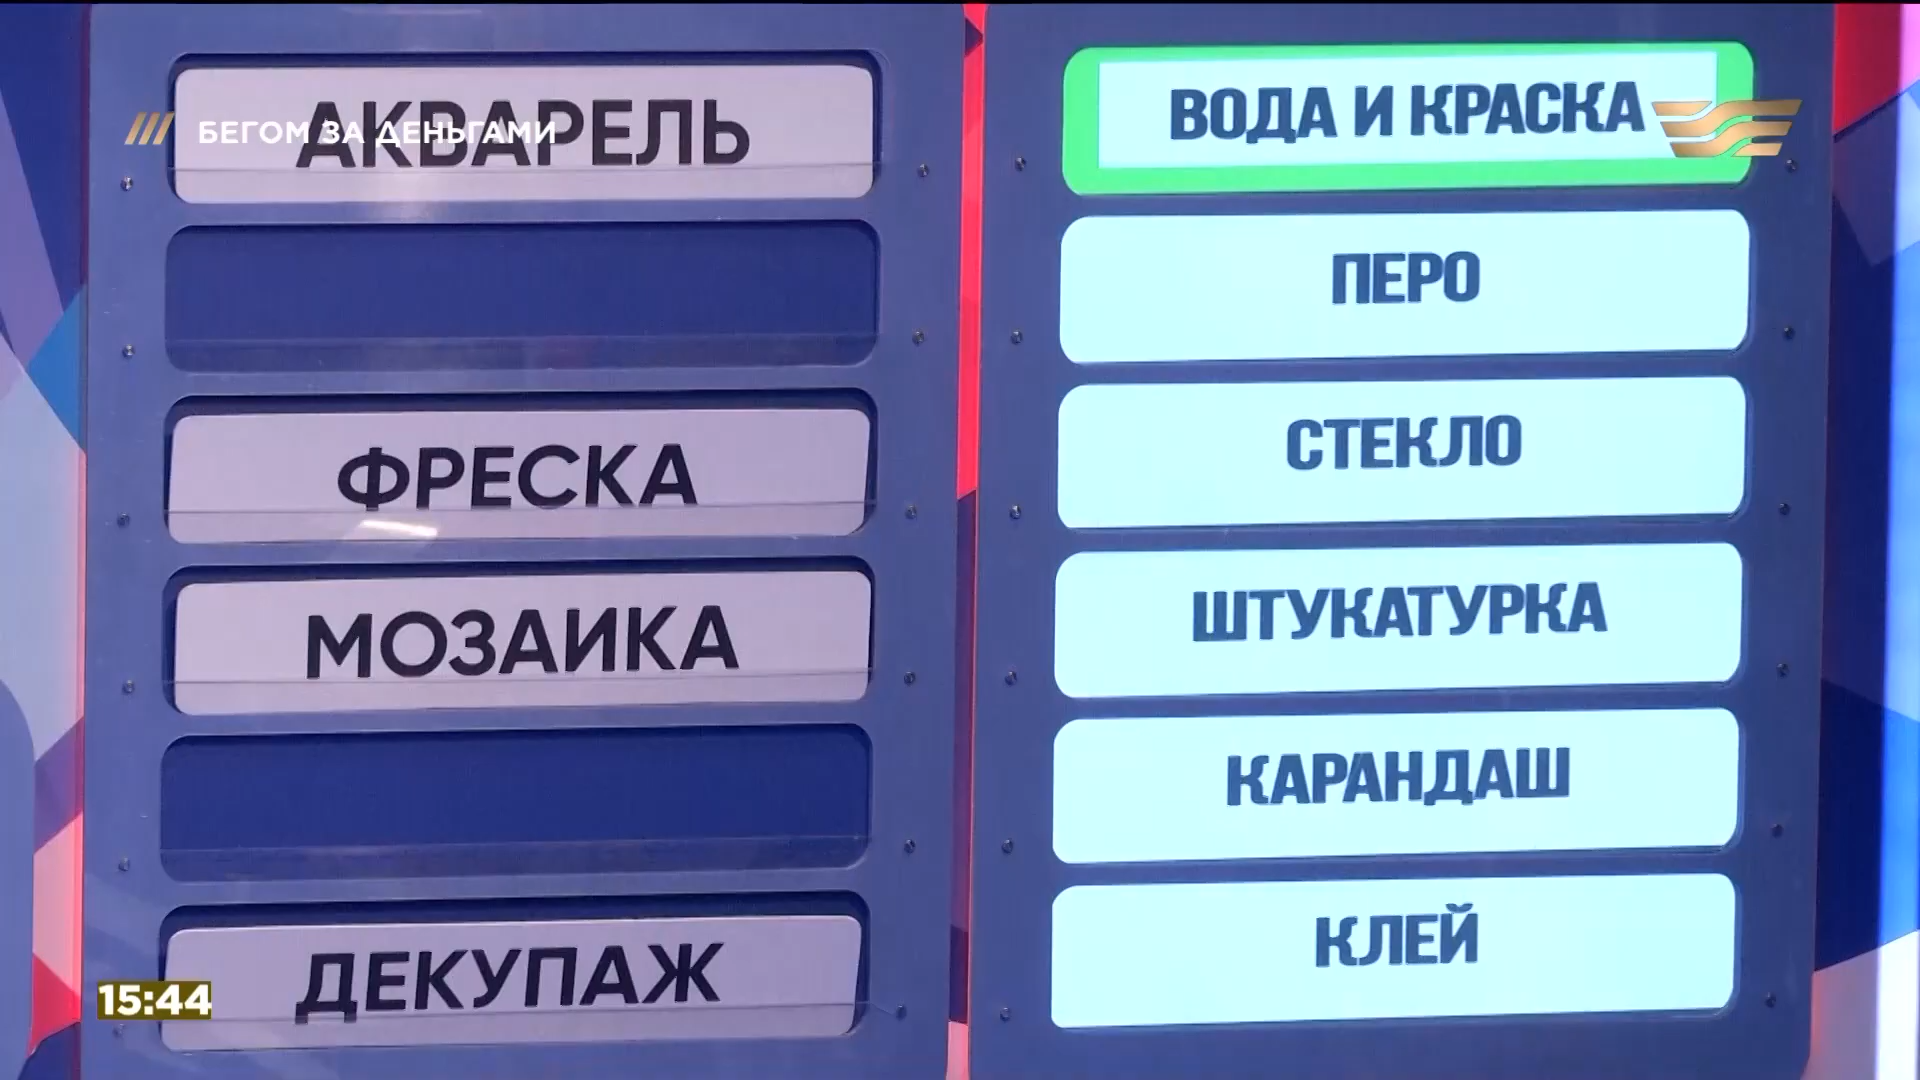 АКВАРЕЛЬ
БЕГОМ ЗА ДЕНЬГАМИ
ВОДА И КРАСКА
ПЕРО
СТЕКЛО
ФРЕСКА
МОЗАИКА
ШТУКАТУРКА
КАРАНДАШ
ДЕКУПАЖ
КЛЕЙ
15:44